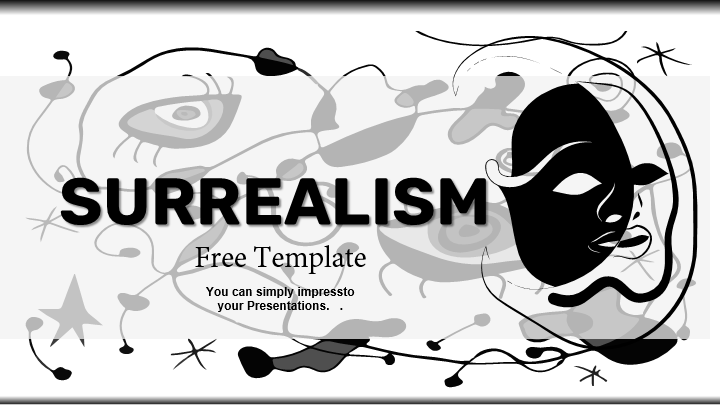 SURREALISM
Free Template
You can simply impressto
your Presentations.   .